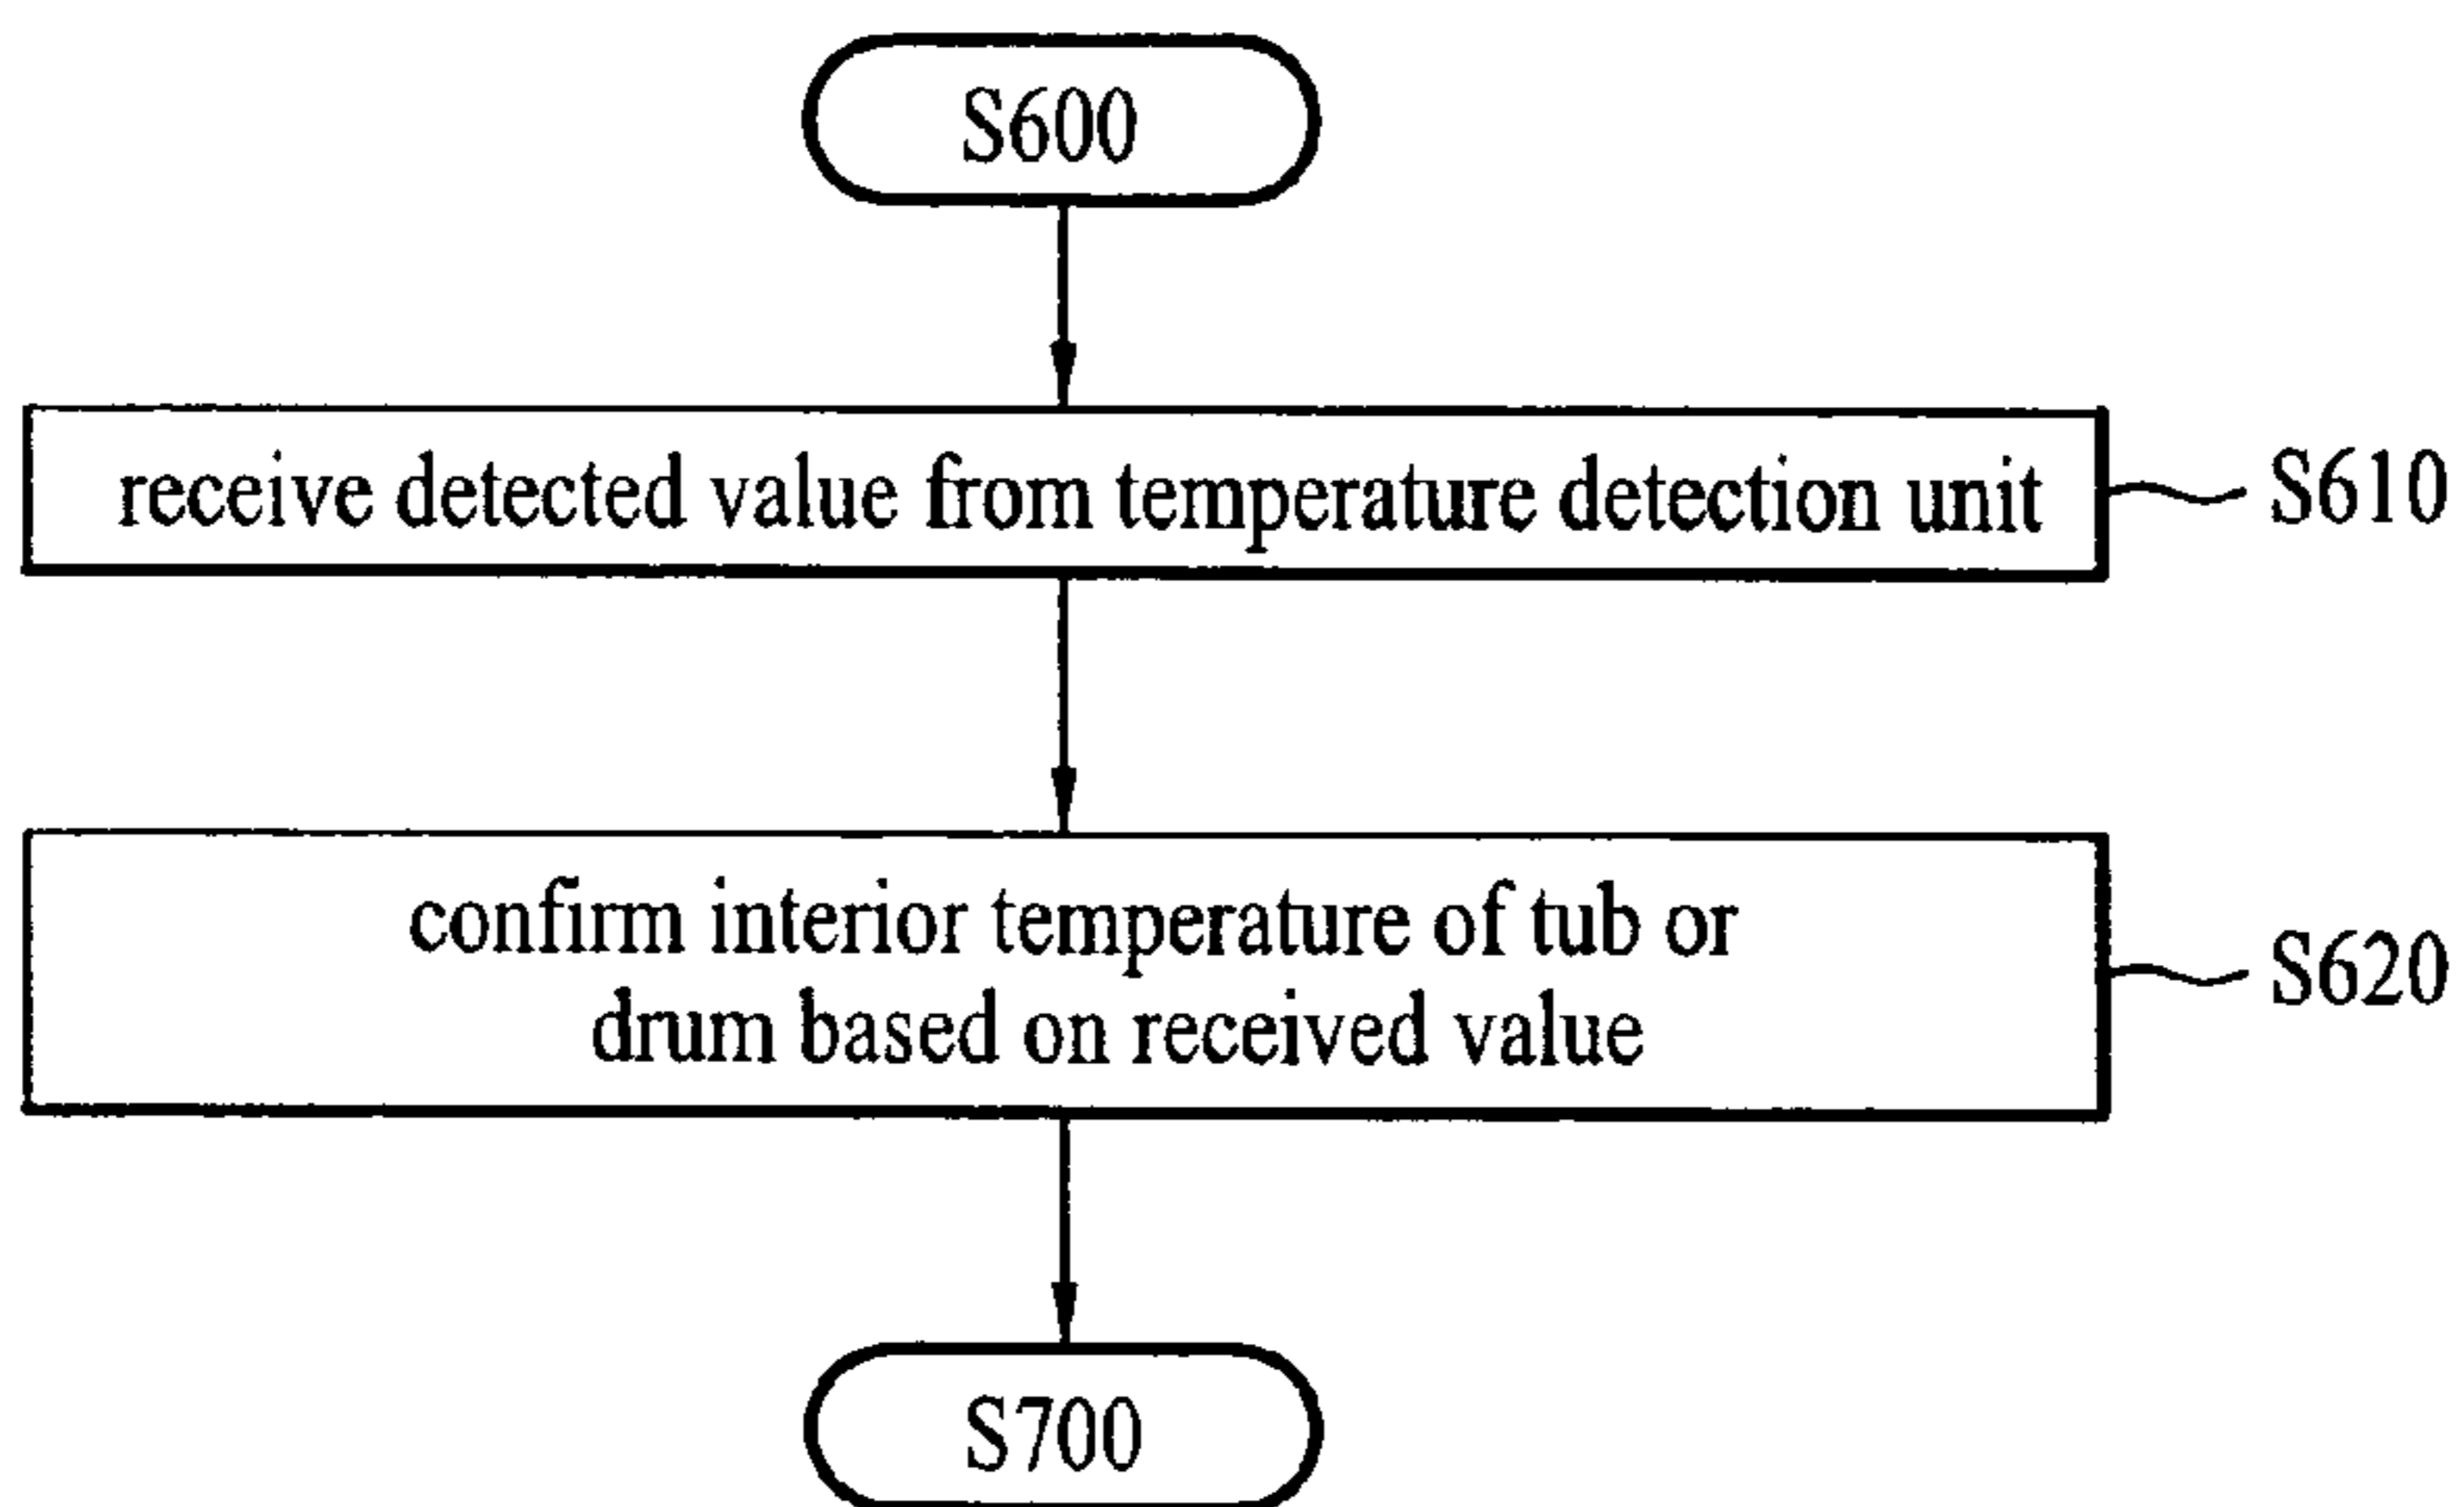 S600
receive detected value from temperature detection unit
S610
confirm interior temperature of tub or
drum based on received value
S620
S700